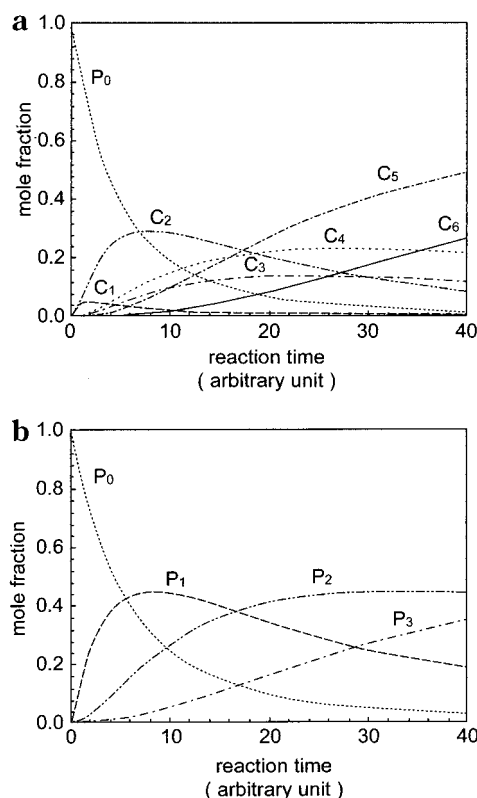 a
1.0
0.8
0.6
0.4
0.2
0.0
mole fraction
P0
C2
C1
C3
C4
C5
C6
0 10 20 30 40
reaction time
( arbitrary unit )
b
1.0
0.8
0.6
0.4
0.2
0.0
mole fraction
P0
P1
P2
P3
0 10 20 30 40
reaction time
( arbitrary unit )